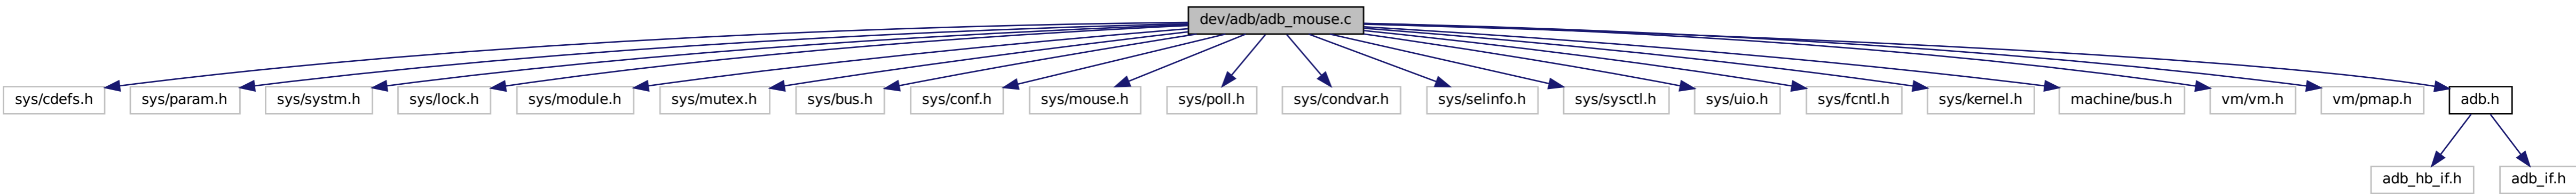 dev/adb/adb_mouse.c
sys/cdefs.h
sys/param.h
sys/systm.h
sys/lock.h
sys/module.h
sys/mutex.h
sys/bus.h
sys/conf.h
sys/mouse.h
sys/poll.h
sys/condvar.h
sys/selinfo.h
sys/sysctl.h
sys/uio.h
sys/fcntl.h
sys/kernel.h
machine/bus.h
vm/vm.h
vm/pmap.h
adb.h
adb_hb_if.h
adb_if.h